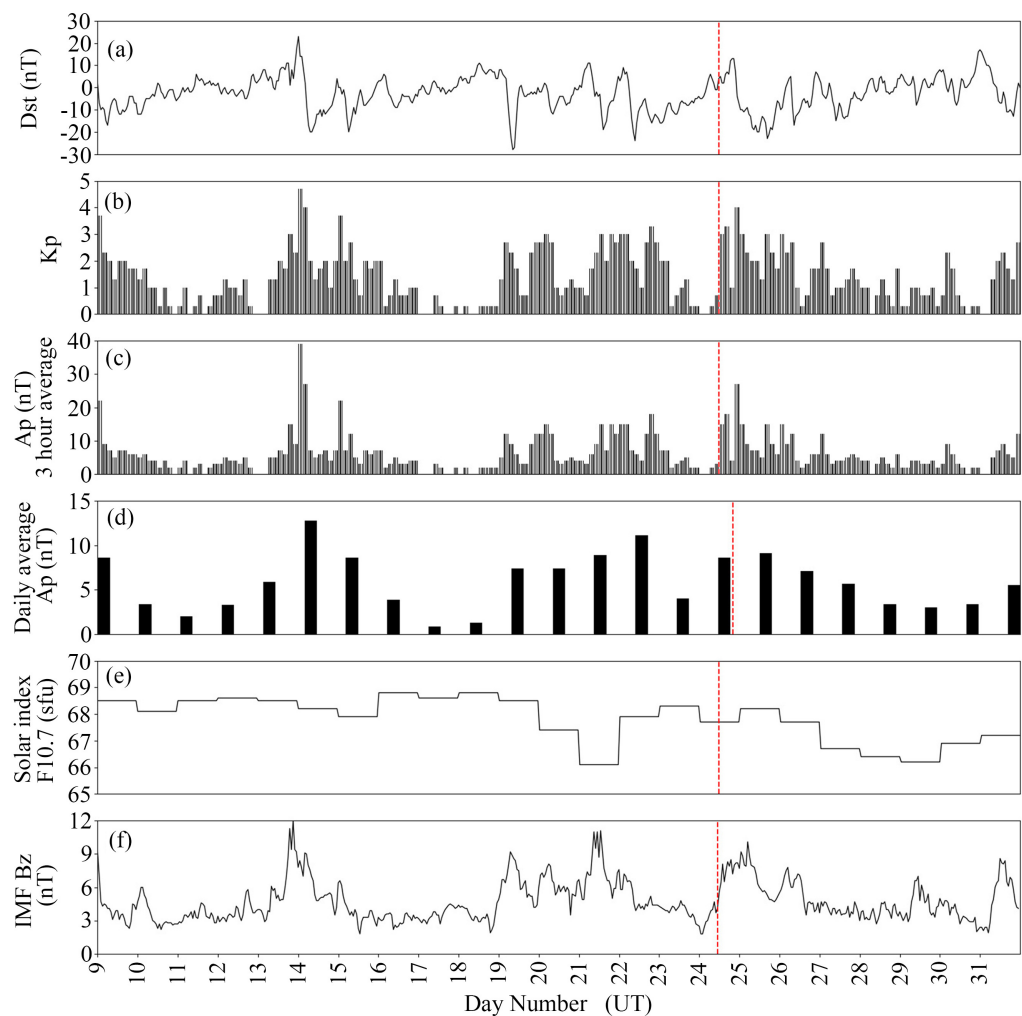 (a)
Dst (nT)
30
20
10
0
-10
-20
-30
(b)
Kp
5
4
3
2
1
0
(c)
Ap (nT)
3 hour average
40
30
20
10
0
(d)
Daily average
Ap (nT)
15
10
5
0
(e)
Solar index
F10.7 (sfu)
70
69
68
67
66
65
(f)
IMF Bz
(nT)
12
9
6
3
0
9 10 11 12 13 14 15 16 17 18 19 20 21 22 23 24 25 26 27 28 29 30 31
Day Number (UT)